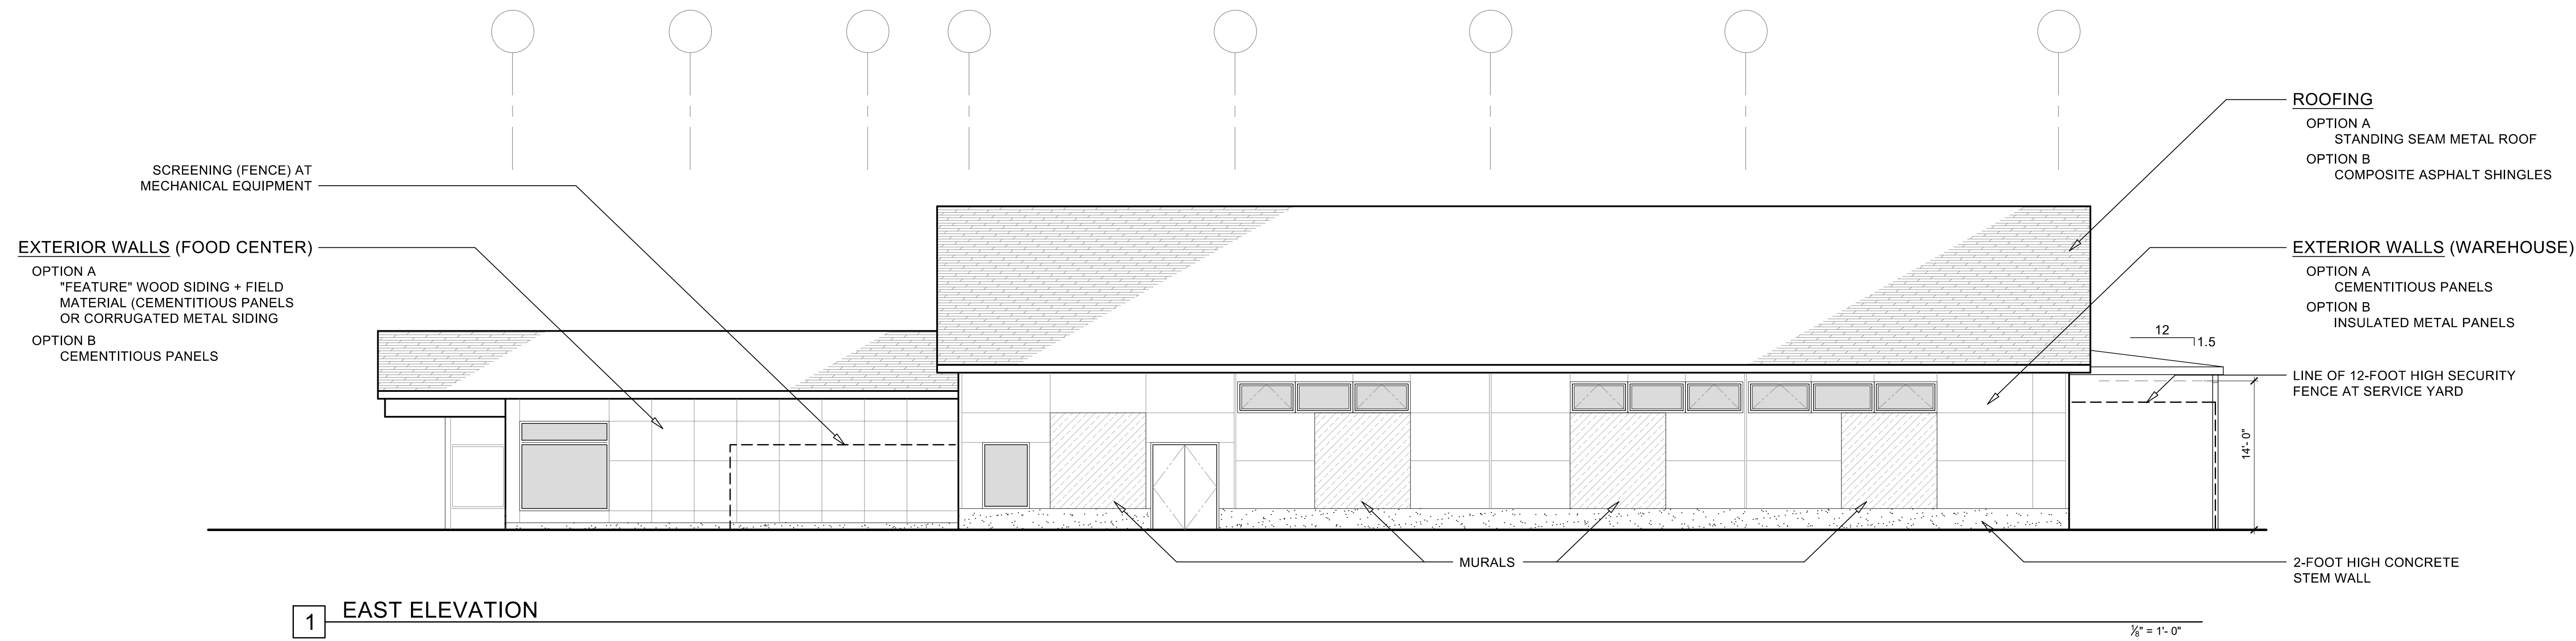 SCREENING (FENCE) AT
MECHANICAL EQUIPMENT
EXTERIOR WALLS (FOOD CENTER)
OPTION A
"FEATURE" WOOD SIDING + FIELD
MATERIAL (CEMENTITIOUS PANELS
OR CORRUGATED METAL SIDING
OPTION B
CEMENTITIOUS PANELS
ROOFING
OPTION A
STANDING SEAM METAL ROOF
OPTION B
COMPOSITE ASPHALT SHINGLES
EXTERIOR WALLS (WAREHOUSE)
OPTION A
CEMENTITIOUS PANELS
OPTION B
INSULATED METAL PANELS
12
1.5
LINE OF 12-FOOT HIGH SECURITY
FENCE AT SERVICE YARD
14'- 0"
MURALS
2-FOOT HIGH CONCRETE
STEM WALL
1 EAST ELEVATION
⅛" = 1'- 0"